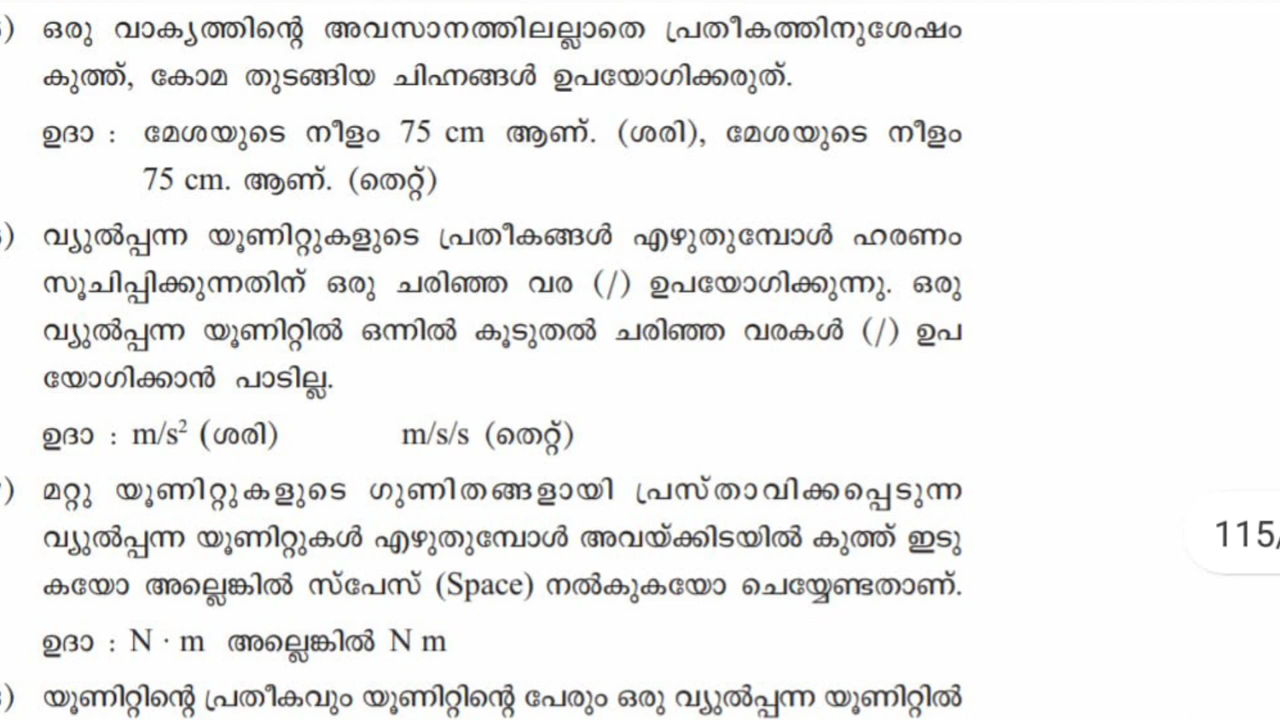 ) ഒരു വാക്യത്തിന്റെ അവസാനത്തിലല്ലാതെ പ്രതീകത്തിനുശേഷം
കുത്ത്, കോമ തുടങ്ങിയ ചിഹ്നങ്ങൾ ഉപയോഗിക്കരുത്.
ഉദാ : മേശയുടെ നീളം 75 cm ആണ്. (ശരി), മേശയുടെ നീളം
75 cm. ആണ്. (തെറ്റ്)
) വ്യുൽപ്പന്ന യൂണിറ്റുകളുടെ പ്രതീകങ്ങൾ എഴുതുമ്പോൾ ഹരണം
സൂചിപ്പിക്കുന്നതിന് ഒരു ചരിഞ്ഞ വര (/) ഉപയോഗിക്കുന്നു. ഒരു
വ്യുൽപ്പന്ന യൂണിറ്റിൽ ഒന്നിൽ കൂടുതൽ ചരിഞ്ഞ വരകൾ (/) ഉപ
യോഗിക്കാൻ പാടില്ല.
ഉദാ : m/s² (ശരി) m/s/s (തെറ്റ്)
) മറ്റു യൂണിറ്റുകളുടെ ഗുണിതങ്ങളായി പ്രസ്താവിക്കപ്പെടുന്ന
വ്യുൽപ്പന്ന യൂണിറ്റുകൾ എഴുതുമ്പോൾ അവയ്ക്കിടയിൽ കുത്ത് ഇടു
കയോ അല്ലെങ്കിൽ സ്പേസ് (Space) നൽകുകയോ ചെയ്യേണ്ടതാണ്.
115/
ഉദാ : N · m അല്ലെങ്കിൽ N m
) യൂണിറ്റിന്റെ പ്രതീകവും യൂണിറ്റിന്റെ പേരും ഒരു വ്യുൽപ്പന്ന യൂണിറ്റിൽ